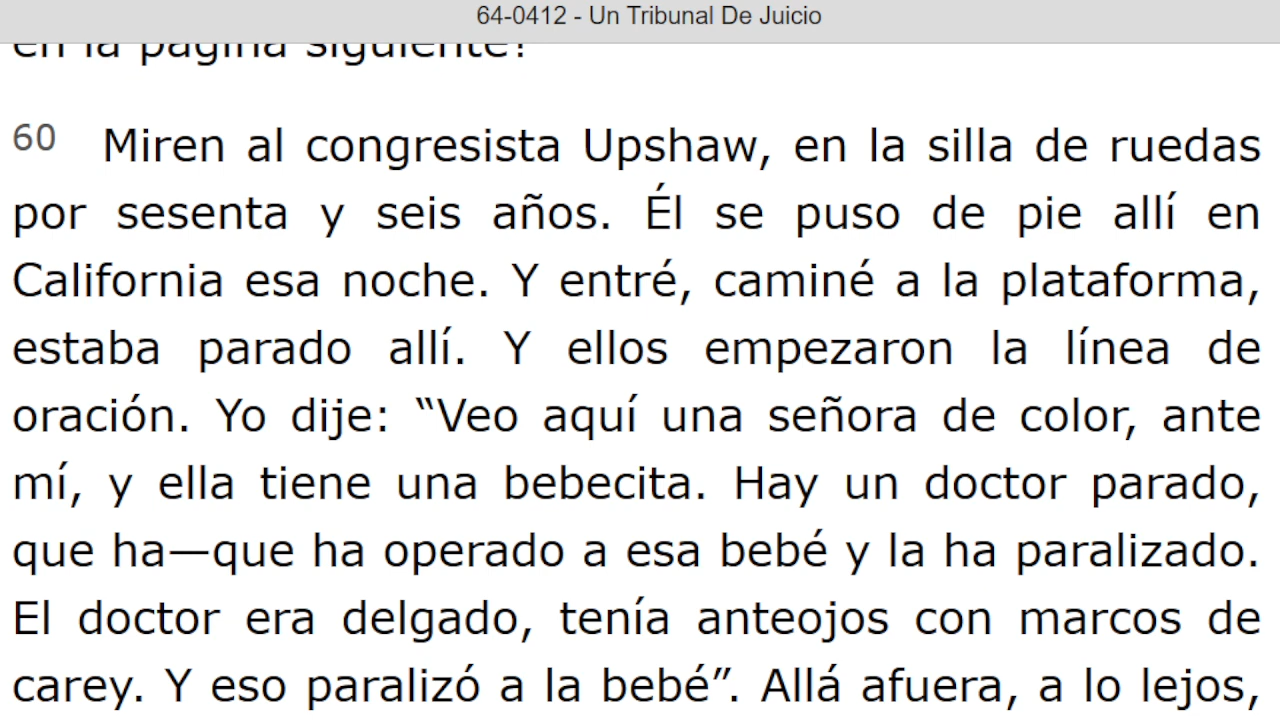 64-0412 - Un Tribunal De Juicio
en la página siguiente?
60 Miren al congresista Upshaw, en la silla de ruedas
por sesenta y seis años. Él se puso de pie allí en
California esa noche. Y entré, caminé a la plataforma,
estaba parado allí. Y ellos empezaron la línea de
oración. Yo dije: “Veo aquí una señora de color, ante
mí, y ella tiene una bebecita. Hay un doctor parado,
que ha—que ha operado a esa bebé y la ha paralizado.
El doctor era delgado, tenía anteojos con marcos de
carey. Y eso paralizó a la bebé”. Allá afuera, a lo lejos,